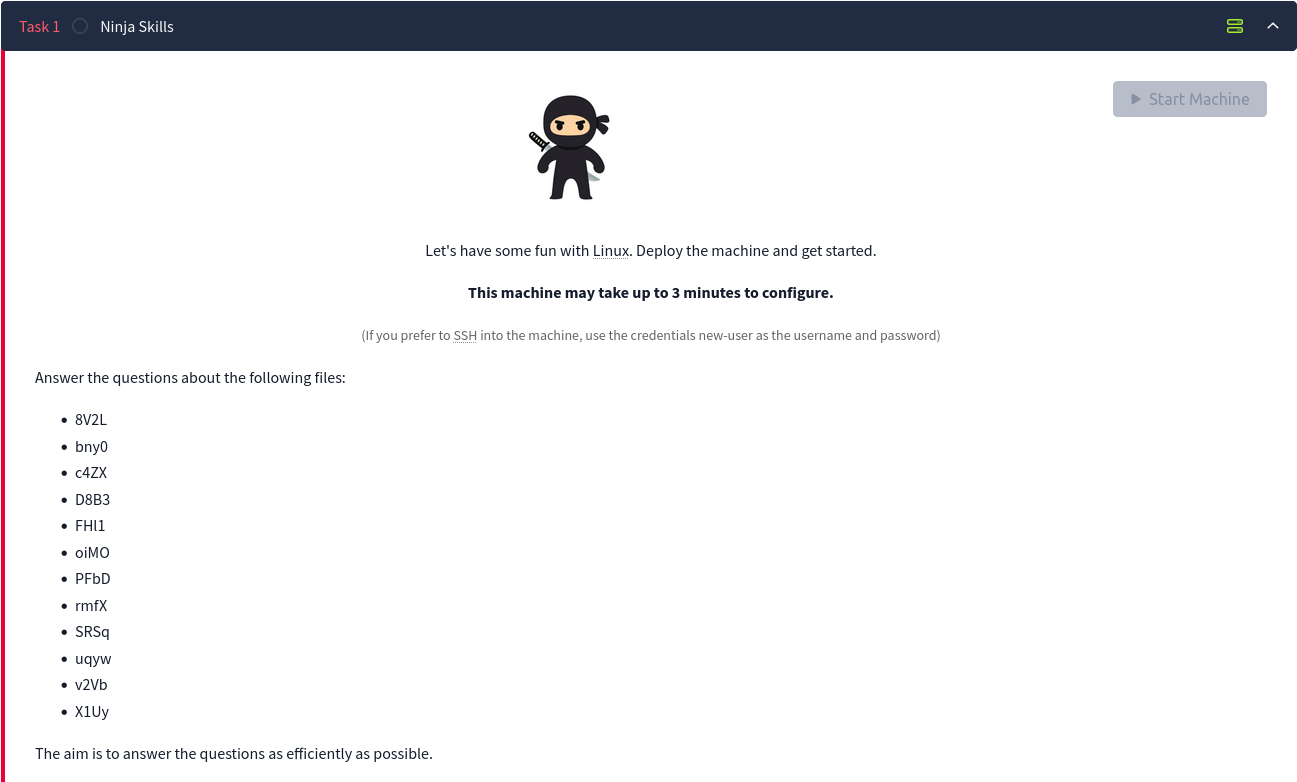 Task 1 Ninja Skills
Start Machine
Let's have some fun with Linux. Deploy the machine and get started.
This machine may take up to 3 minutes to configure.
(If you prefer to SSH into the machine, use the credentials new-user as the username and password)
Answer the questions about the following files:
• 8V2L
• bny0
• c4ZX
• D8B3
• FHl1
• oiMO
• PFbD
• rmfX
• SRSq
• uqyw
• v2Vb
• X1Uy
The aim is to answer the questions as efficiently as possible.